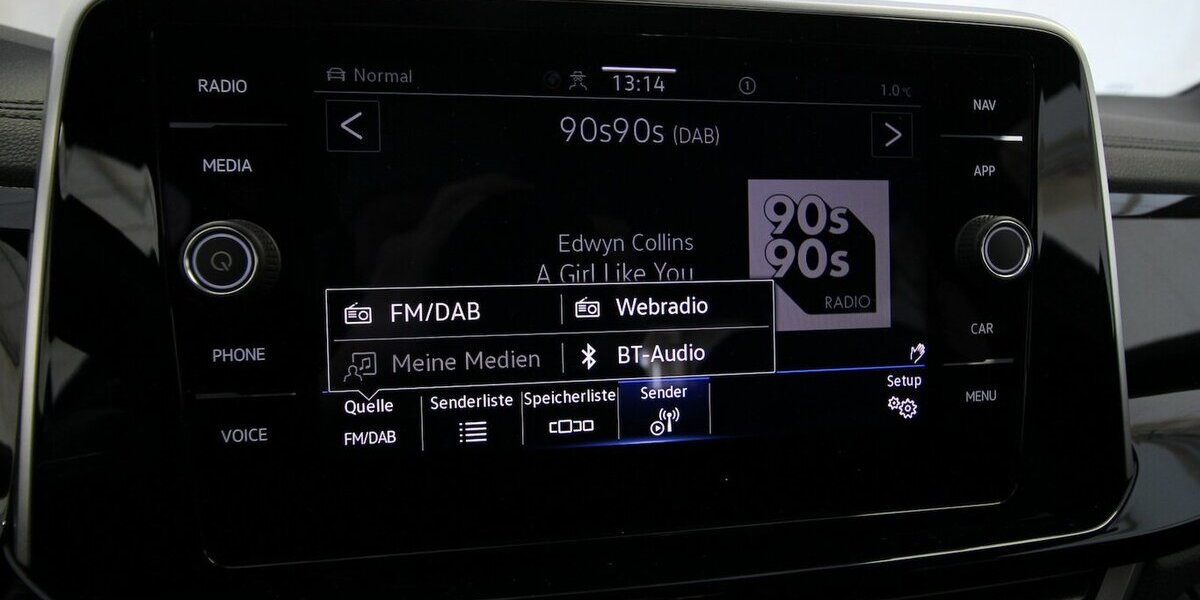 RADIO
MEDIA
PHONE
VOICE
Normal
13:14
1
1.0 °C
90s90s (DAB)
Edwyn Collins
A Girl Like You
90s
90s
RADIO
FM/DAB
Webradio
Meine Medien
BT-Audio
Quelle
FM/DAB
Senderliste
Speicherliste
Sender
Setup
NAV
APP
CAR
MENU